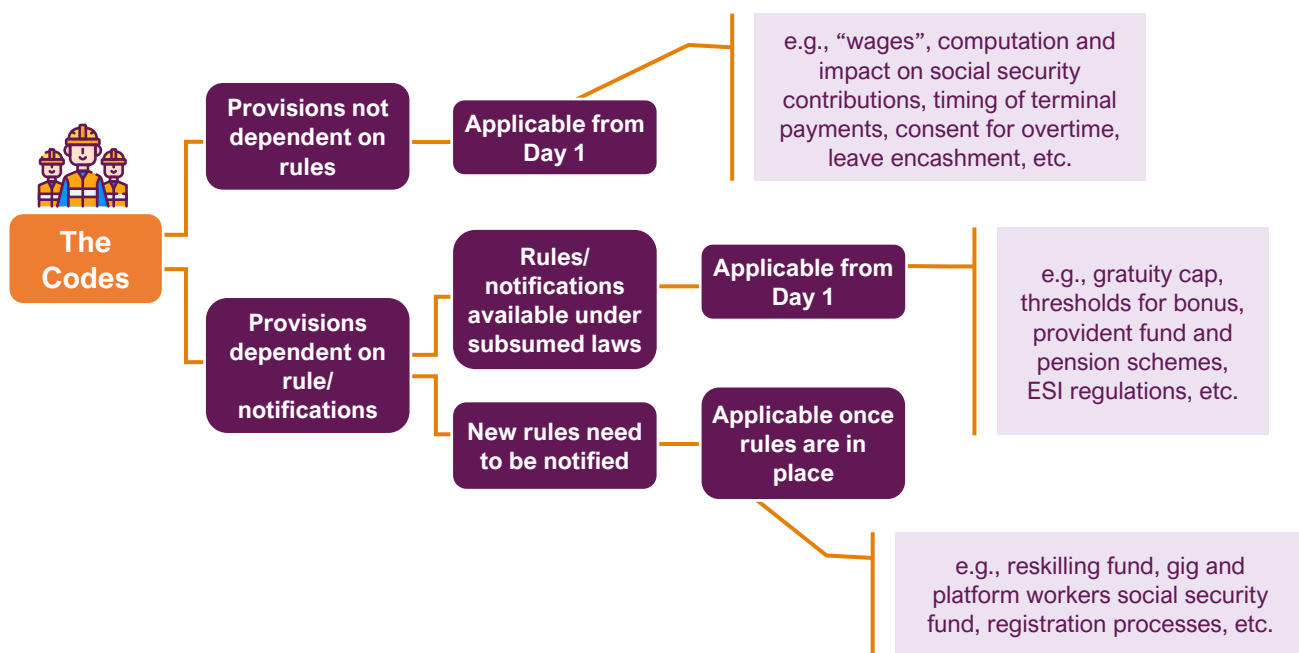 The
Codes
Provisions not
dependent on
rules
Applicable from
Day 1
e.g., “wages”, computation and
impact on social security
contributions, timing of terminal
payments, consent for overtime,
leave encashment, etc.
Provisions
dependent on
rule/
notifications
Rules/
notifications
available under
subsumed laws
Applicable from
Day 1
e.g., gratuity cap,
thresholds for bonus,
provident fund and
pension schemes,
ESI regulations, etc.
New rules need
to be notified
Applicable once
rules are in
place
e.g., reskilling fund, gig and
platform workers social security
fund, registration processes, etc.